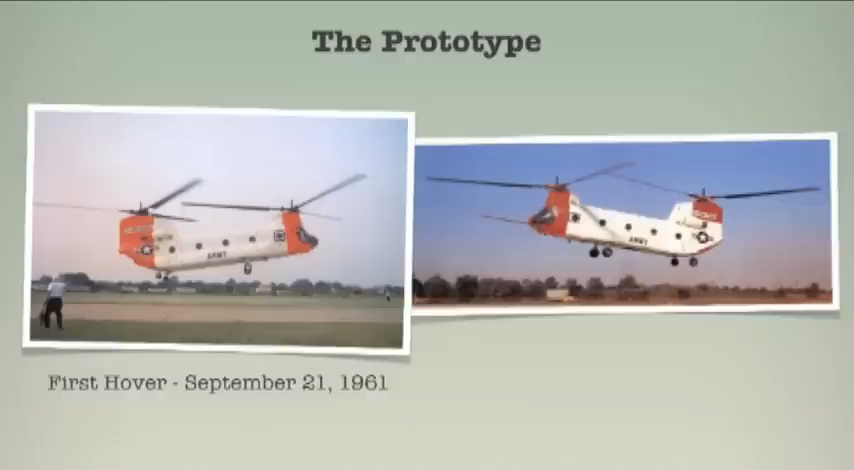 The Prototype
ARMY
ARMY
First Hover - September 21, 1961